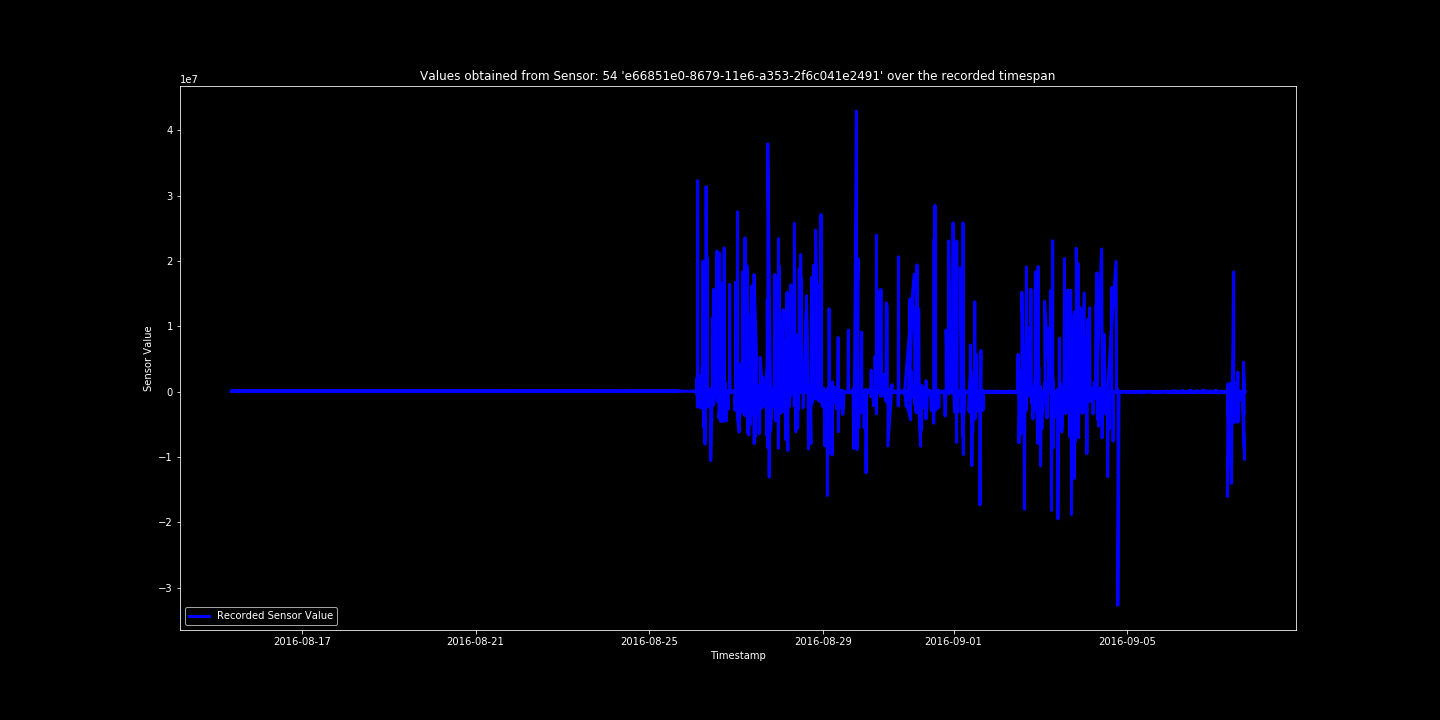 Values obtained from Sensor: 54 'e66851e0-8679-11e6-a353-2f6c041e2491' over the recorded timespan
1e7
4
3
2
1
0
−1
−2
−3
Sensor Value
Recorded Sensor Value
2016-08-17 2016-08-21 2016-08-25 2016-08-29 2016-09-01 2016-09-05
Timestamp